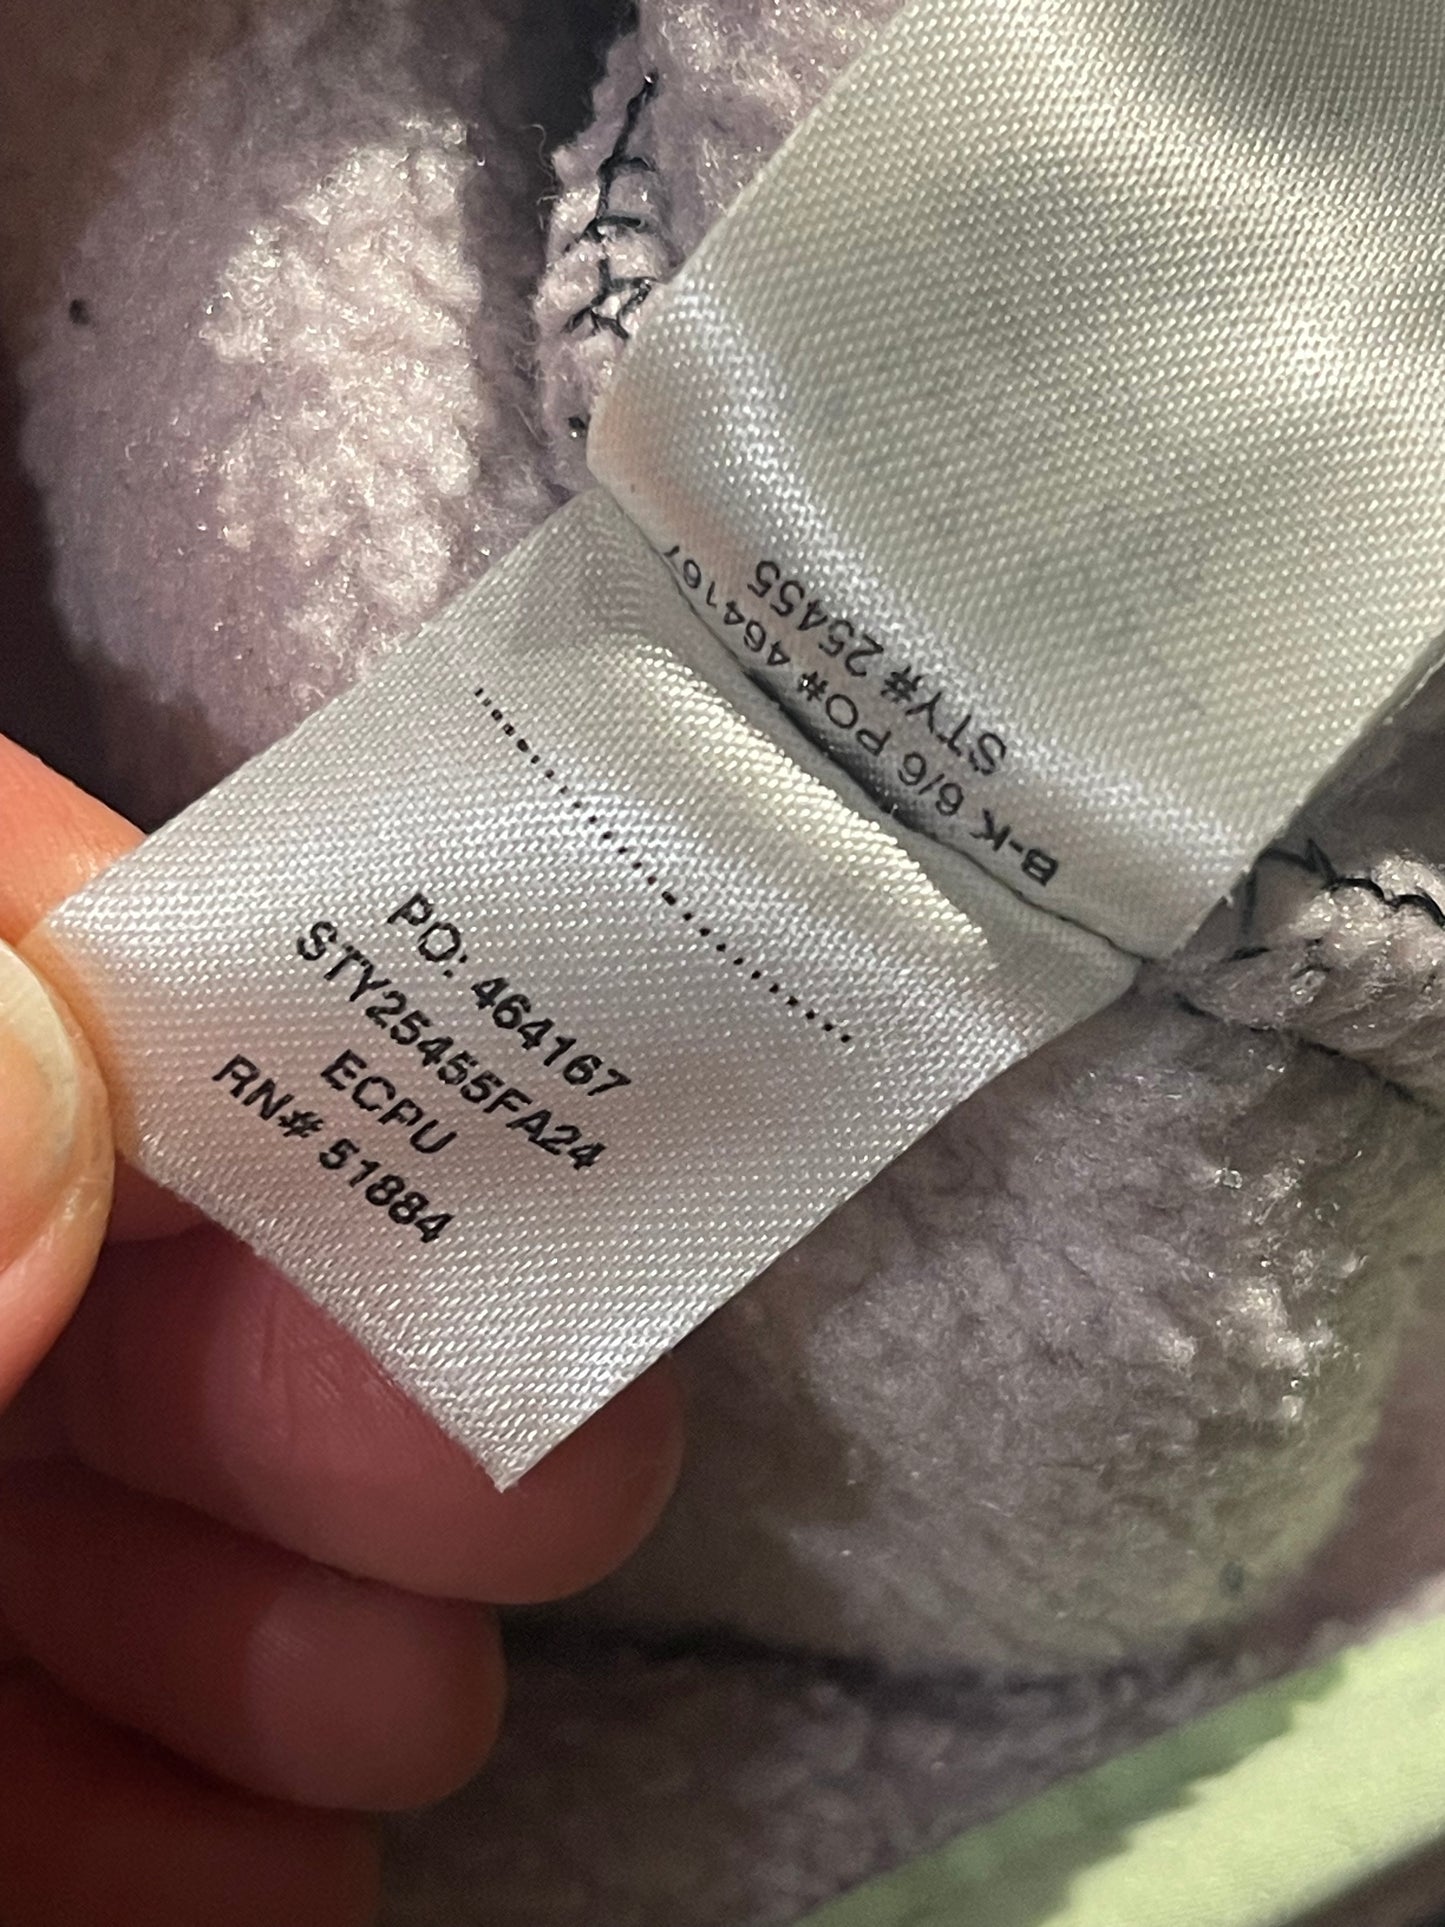 B-K 6/6 PO# 464167
STY# 25455
PO: 464167
STY25455FA24
ECPU
RN# 51884